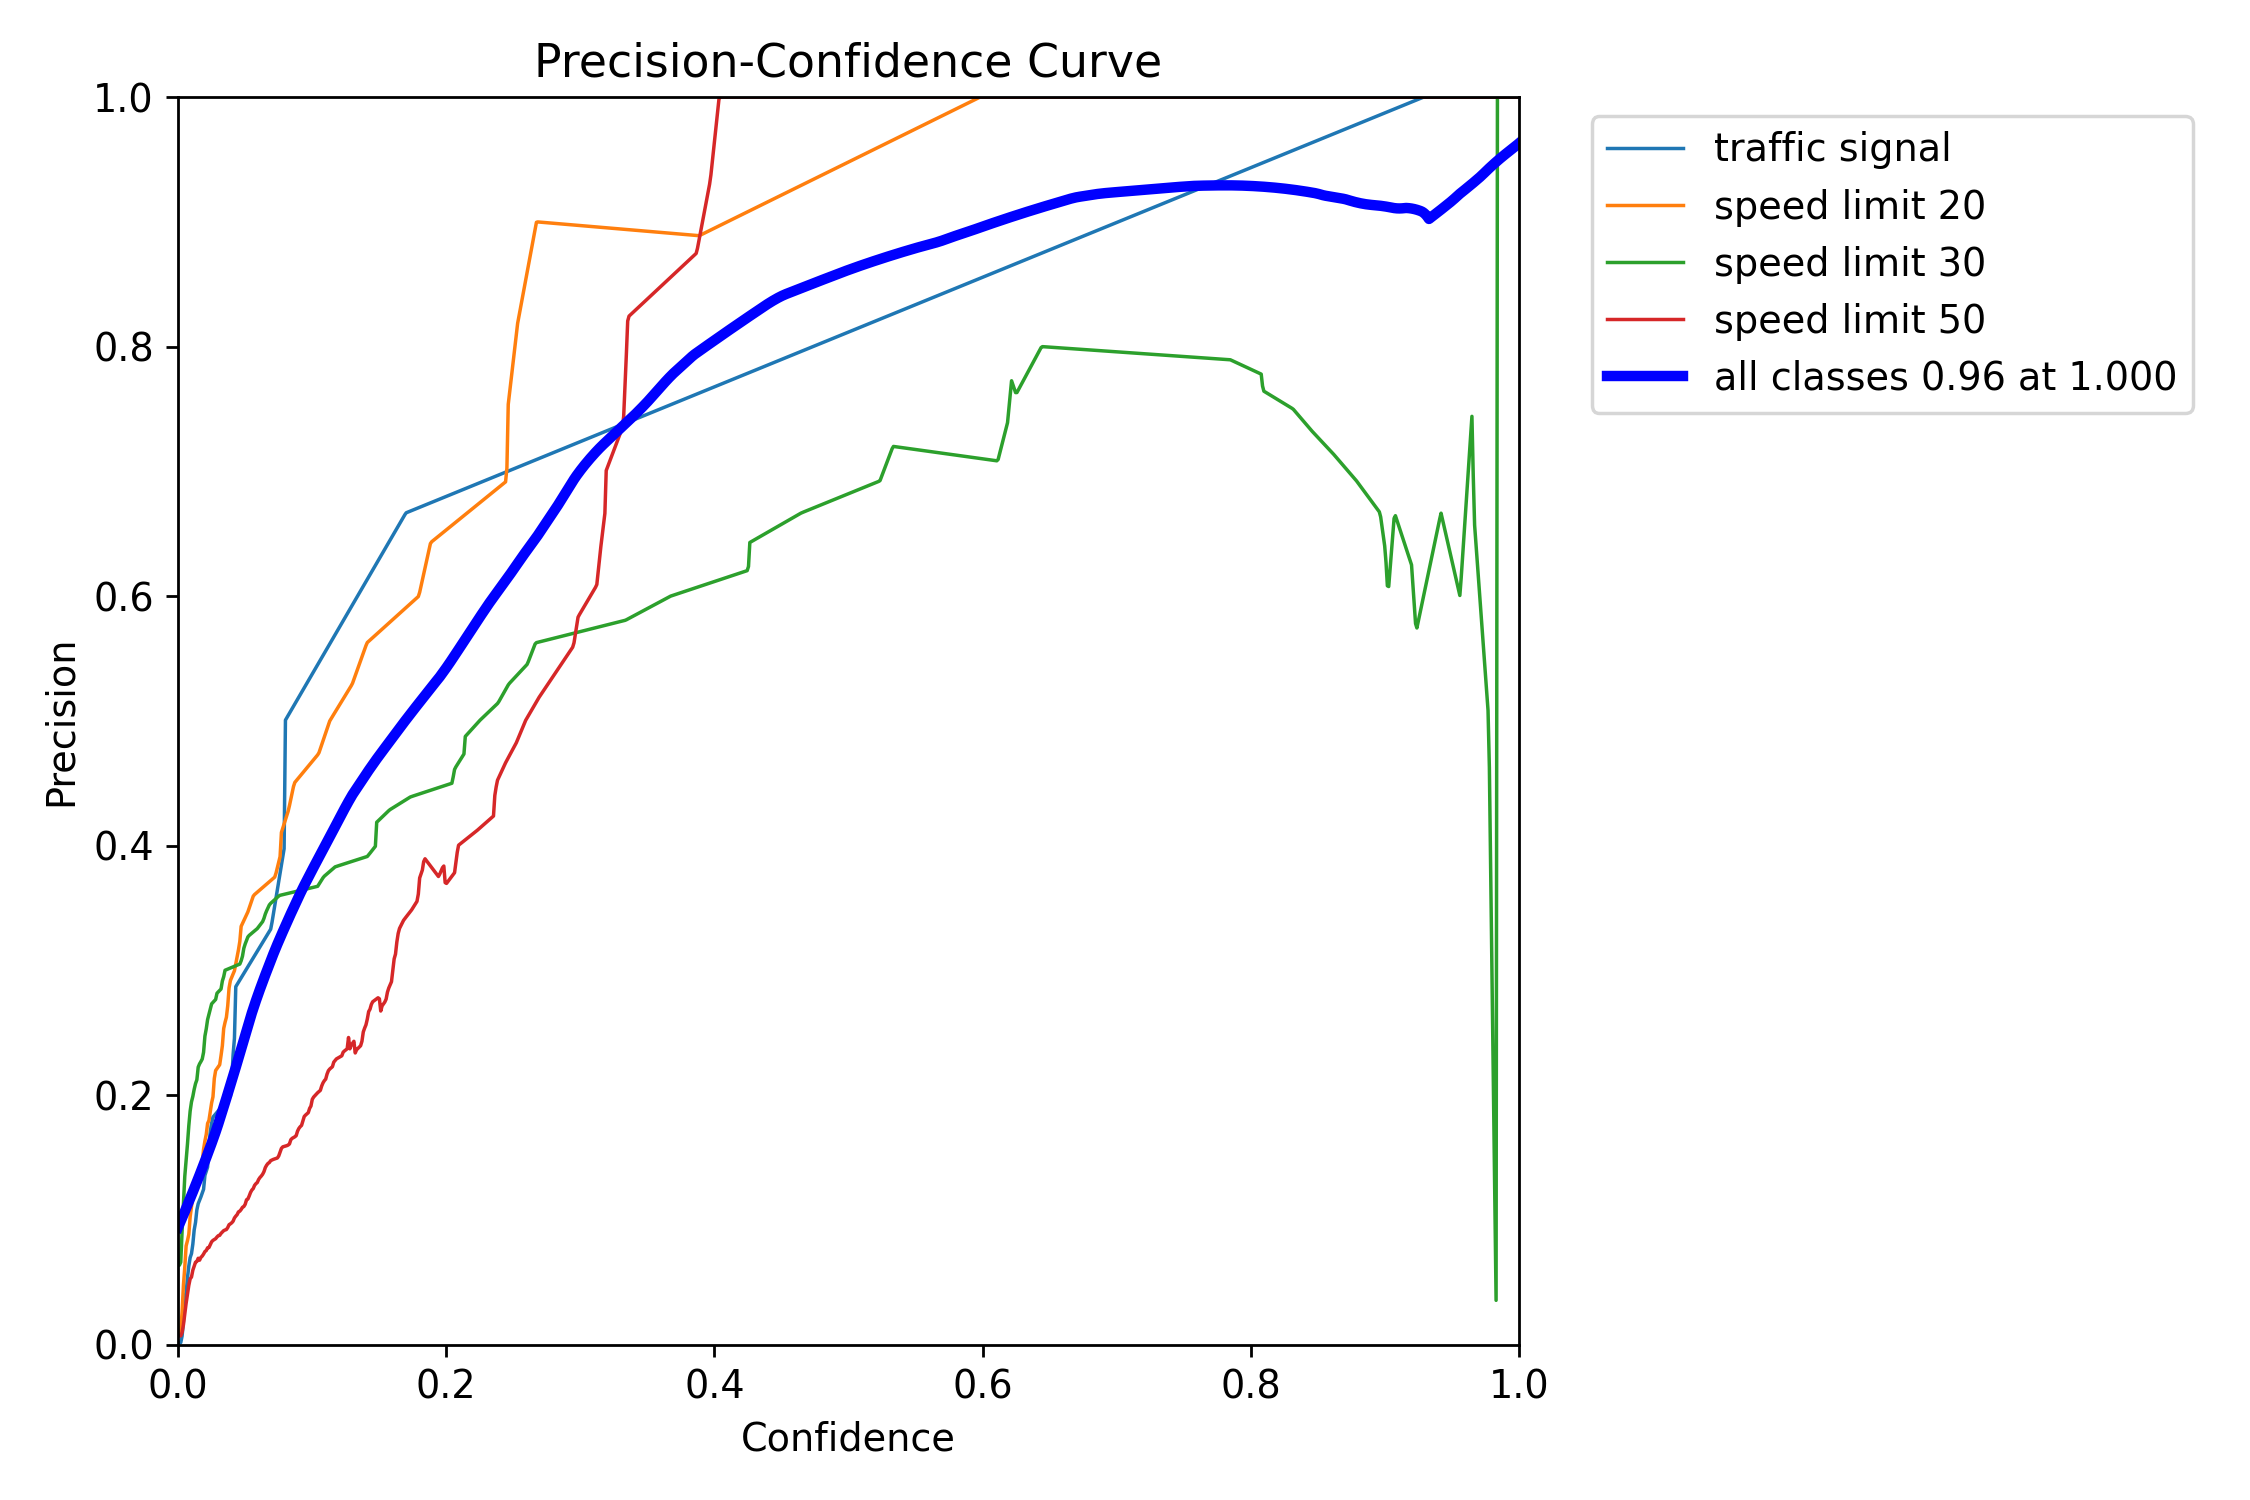 Precision-Confidence Curve
1.0
0.8
0.6
0.4
0.2
0.0
Precision
0.0 0.2 0.4 0.6 0.8 1.0
Confidence
traffic signal
speed limit 20
speed limit 30
speed limit 50
all classes 0.96 at 1.000